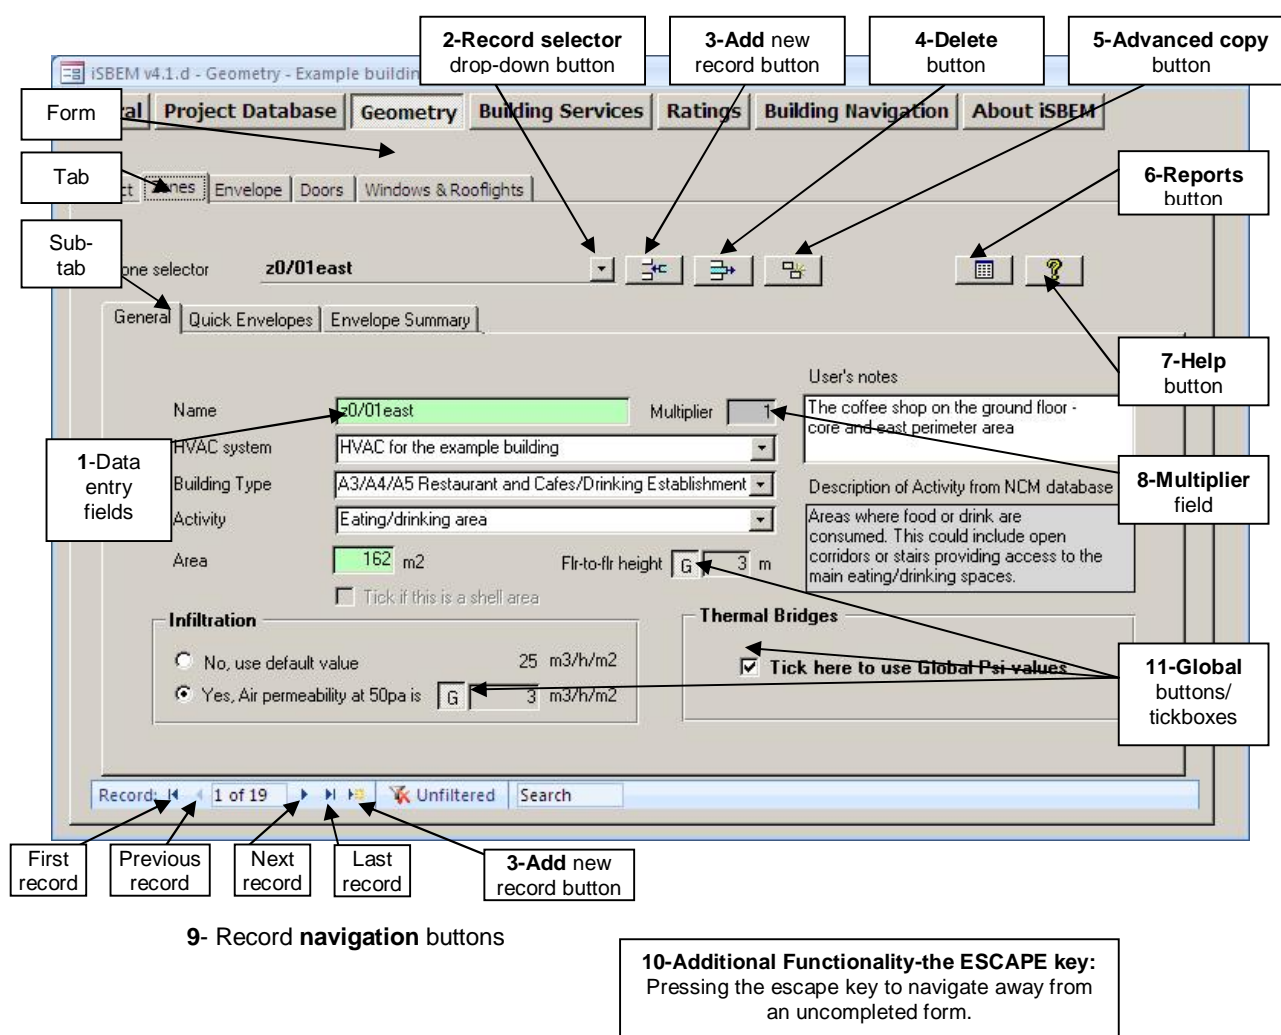 2-Record selector
drop-down button
3-Add new
record button
4-Delete
button
5-Advanced copy
button
iSBEM v4.1.d - Geometry - Example buildin
Form
Project Database
Geometry
Building Services
Ratings
Building Navigation
About iSBEM
Tab
Zones
Envelope
Doors
Windows & Rooflights
6-Reports
button
Sub-
tab
one selector
z0/01east
General
Quick Envelopes
Envelope Summary
7-Help
button
User's notes
The coffee shop on the ground floor -
core and east perimeter area
Name
z0/01east
Multiplier
1
HVAC system
HVAC for the example building
1-Data
entry
fields
Building Type
A3/A4/A5 Restaurant and Cafes/Drinking Establishment
Description of Activity from NCM database
8-Multiplier
field
Activity
Eating/drinking area
Areas where food or drink are
consumed. This could include open
corridors or stairs providing access to the
main eating/drinking spaces.
Area
162 m2
Flr-to-flr height G 3 m
Tick if this is a shell area
Infiltration
No, use default value 25 m3/h/m2
Yes, Air permeability at 50pa is G 3 m3/h/m2
Thermal Bridges
Tick here to use Global Psi values
11-Global
buttons/
tickboxes
Record: 1 of 19 Unfiltered Search
First
record
Previous
record
Next
record
Last
record
3-Add new
record button
9- Record navigation buttons
10-Additional Functionality-the ESCAPE key:
Pressing the escape key to navigate away from
an uncompleted form.